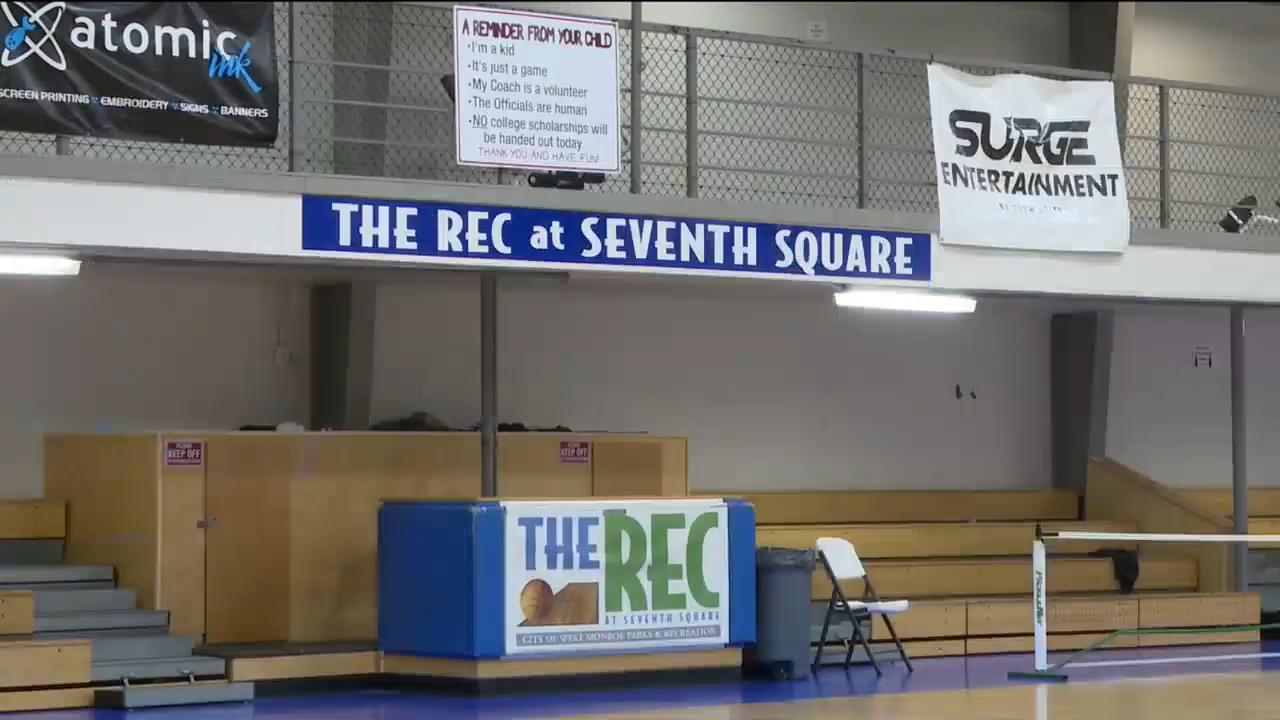 atomic
ink
SCREEN PRINTING EMBROIDERY SIGNS BANNERS
A REMINDER FROM YOUR CHILD
·I'm a kid
·It's just a game
·My Coach is a volunteer
·The Officials are human
·NO college scholarships will
be handed out today
THANK YOU AND HAVE FUN!
SURGE
ENTERTAINMENT
THE REC at SEVENTH SQUARE
PLEASE
KEEP OFF
PLEASE
KEEP OFF
THE REC
AT SEVENTH SQUARE
CITY OF WEST MONROE PARKS & RECREATION